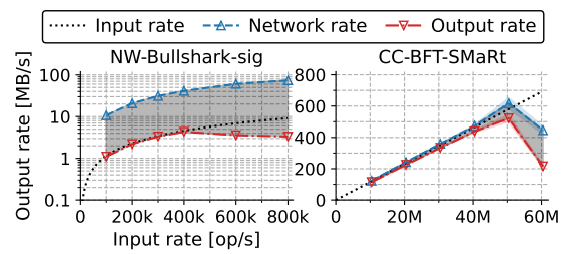 Input rate Network rate Output rate
NW-Bullshark-sig CC-BFT-SMaRt
Output rate [MB/s]
100
10
1
0.1
0 200k 400k 600k 800k
Input rate [op/s]
800
600
400
200
0
0 20M 40M 60M